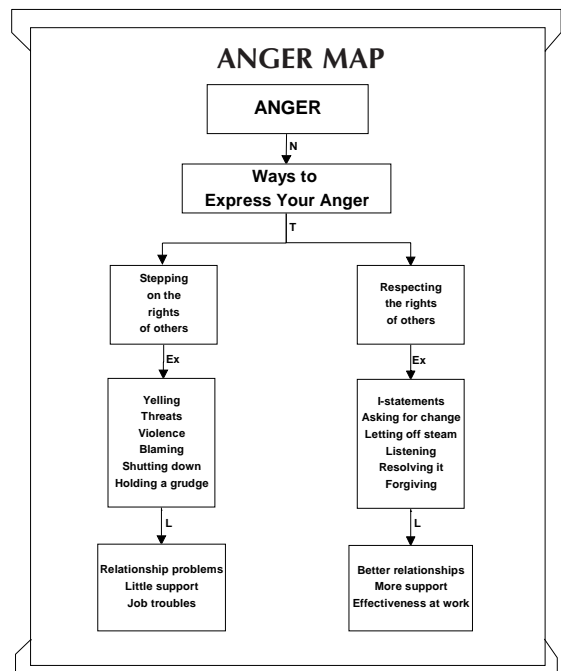 ANGER MAP
ANGER
N
Ways to
Express Your Anger
T
Stepping
on the
rights
of others
Ex
Yelling
Threats
Violence
Blaming
Shutting down
Holding a grudge
L
Relationship problems
Little support
Job troubles
Respecting
the rights
of others
Ex
I-statements
Asking for change
Letting off steam
Listening
Resolving it
Forgiving
L
Better relationships
More support
Effectiveness at work